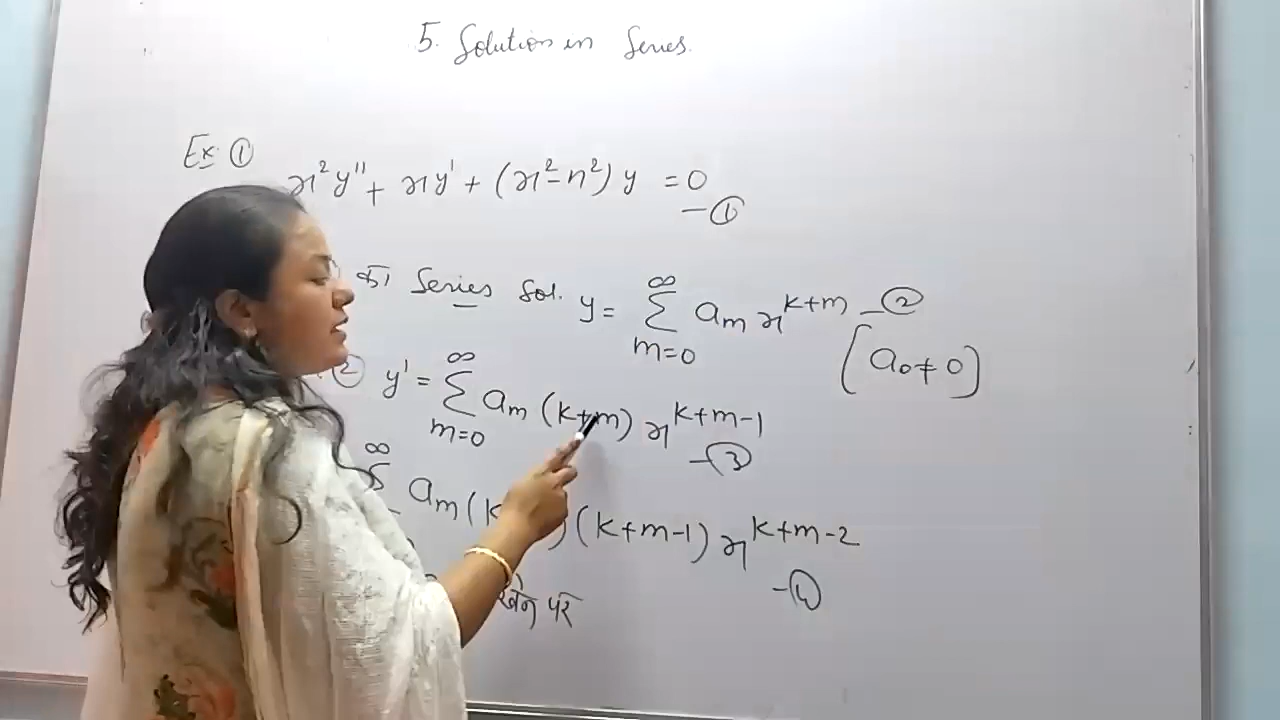 5. Solution in Series.
Ex. ①
x²y'' + xy' + (x² - n²) y = 0
- ①
का Series Sol. y = ∑_{m=0}^{∞} a_m x^{k+m} - ②
[a₀ ≠ 0]
② y' = ∑_{m=0}^{∞} a_m (k+m) x^{k+m-1}
- ③
a_m (k ) (k+m-1) x^{k+m-2}
- ④
पर